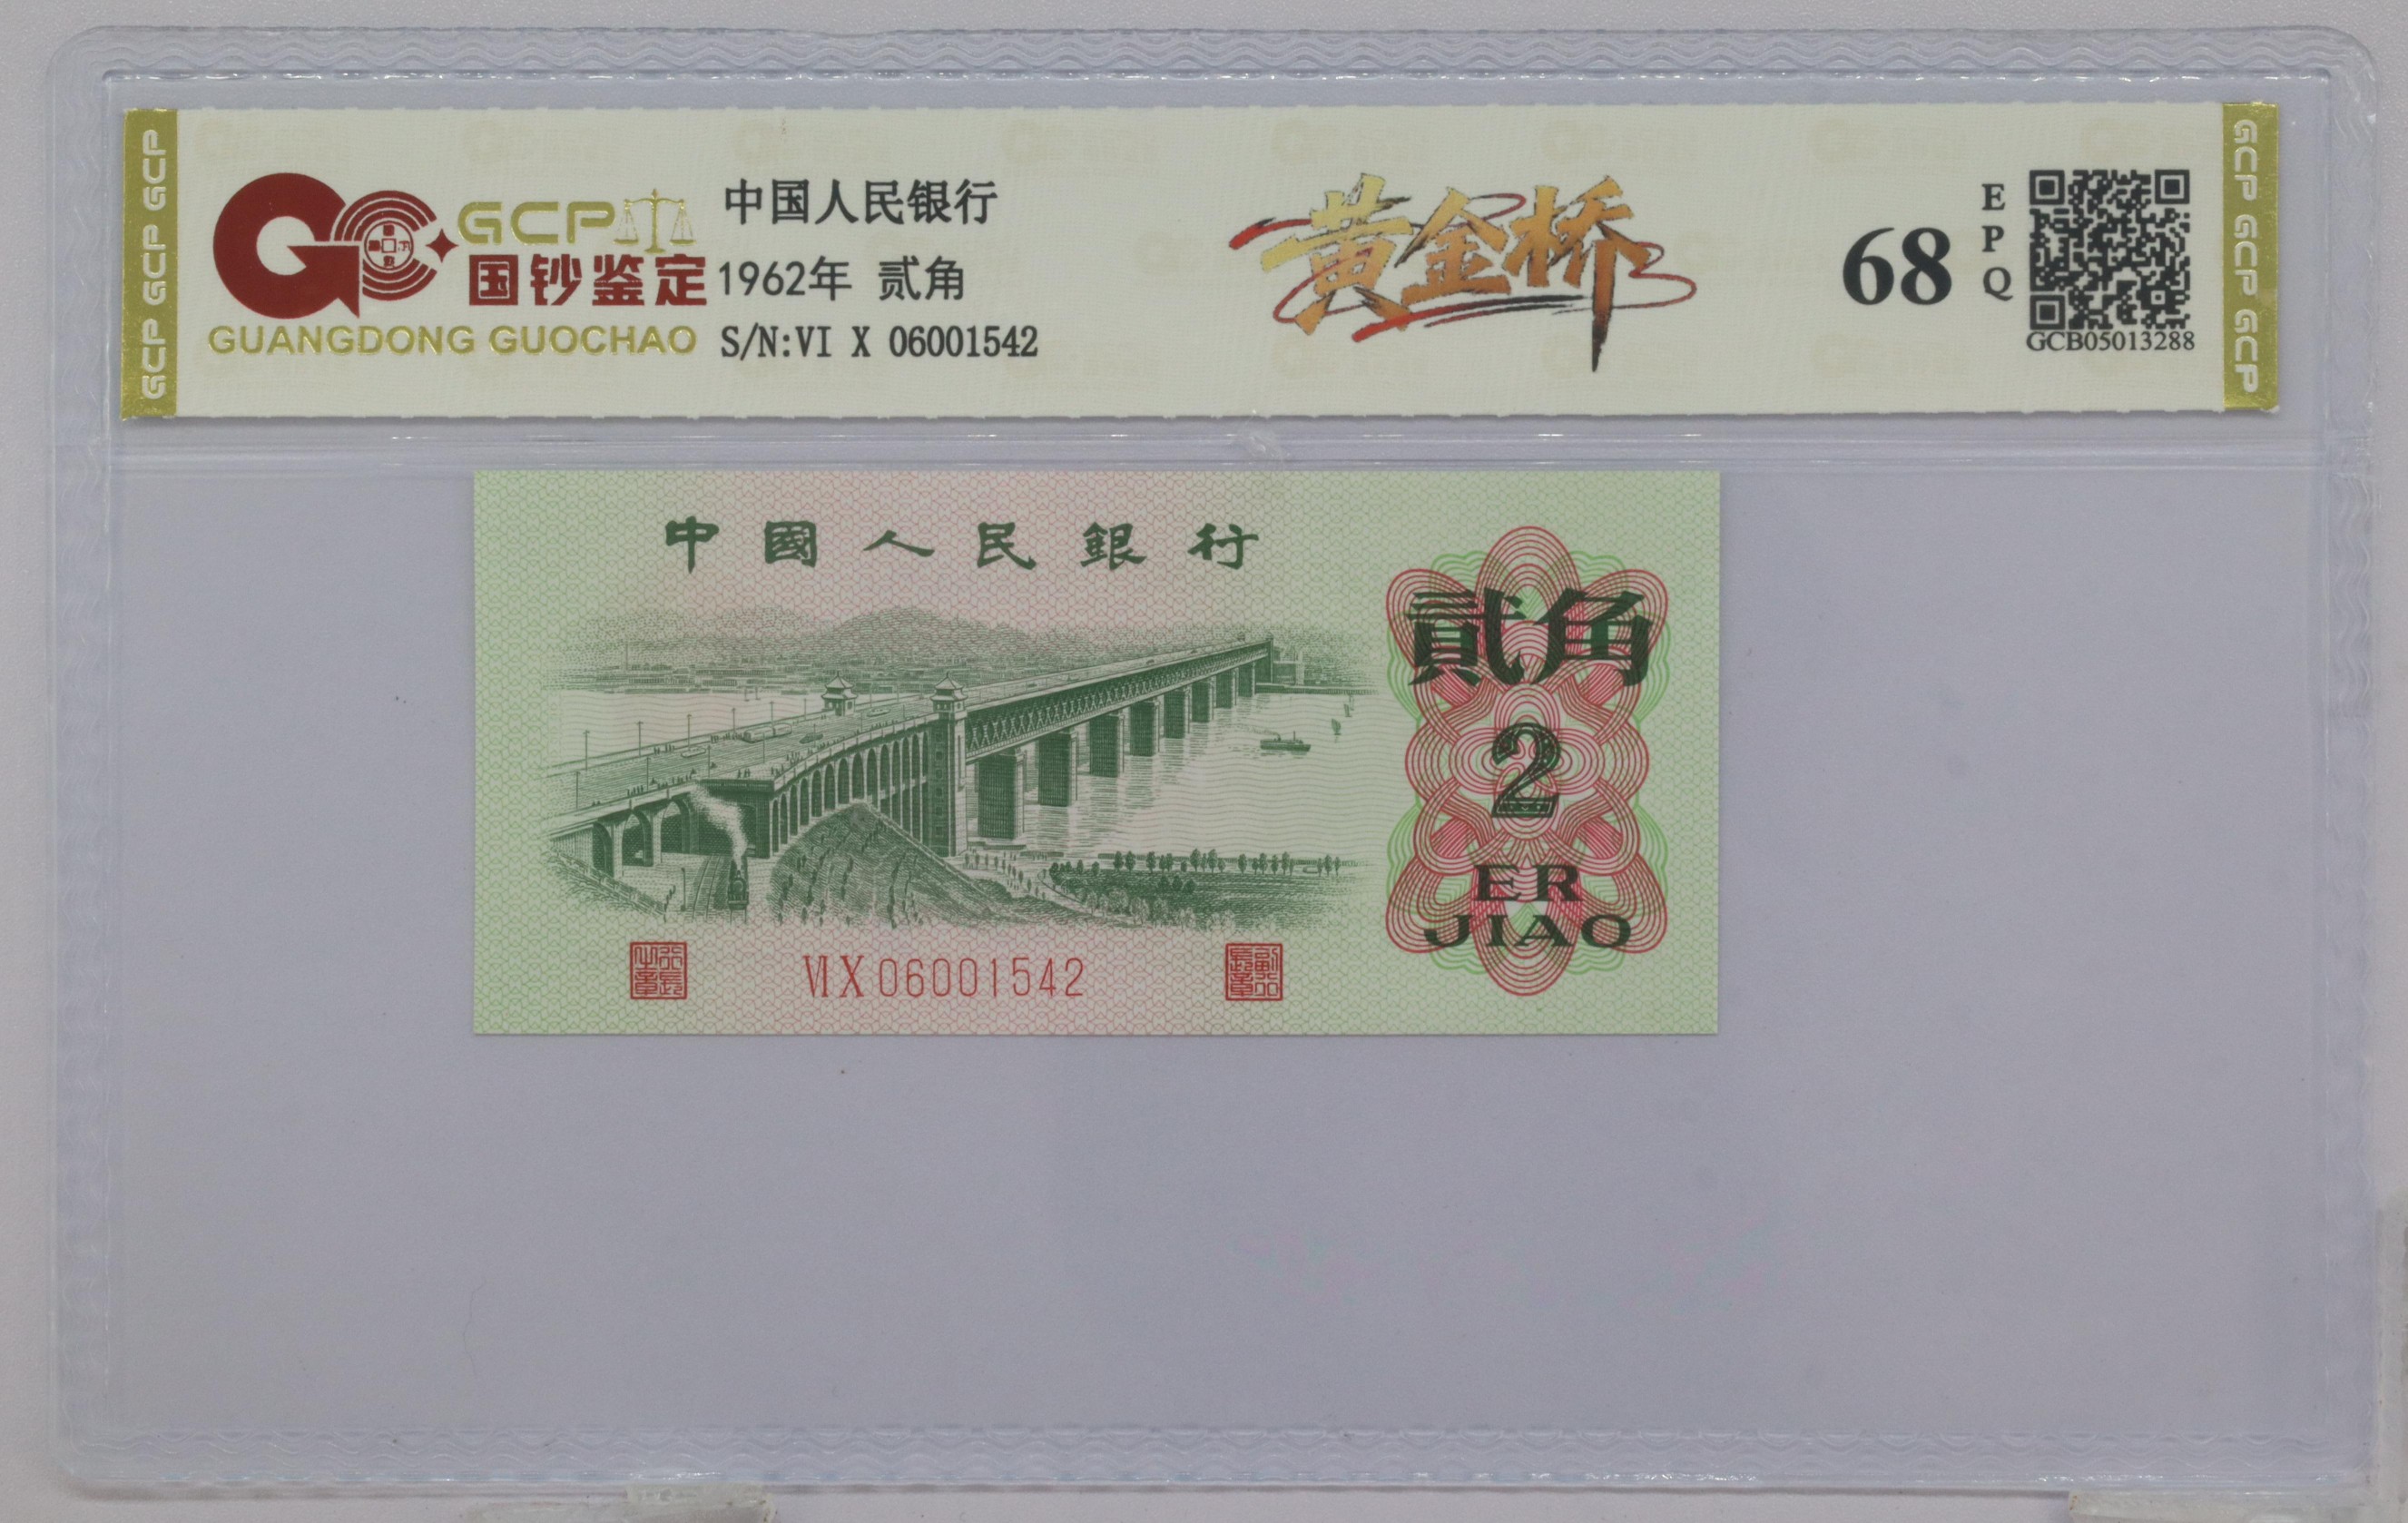 GCP GCP GCP
GCP
国钞鉴定
GUANGDONG GUOCHAO
中国人民银行
1962年 贰角
S/N:VI X 06001542
黄金桥
68
E
P
Q
GCB05013288
GCP GCP GCP
中國人民銀行
貳角
2
ER
JIAO
VI X 06001542